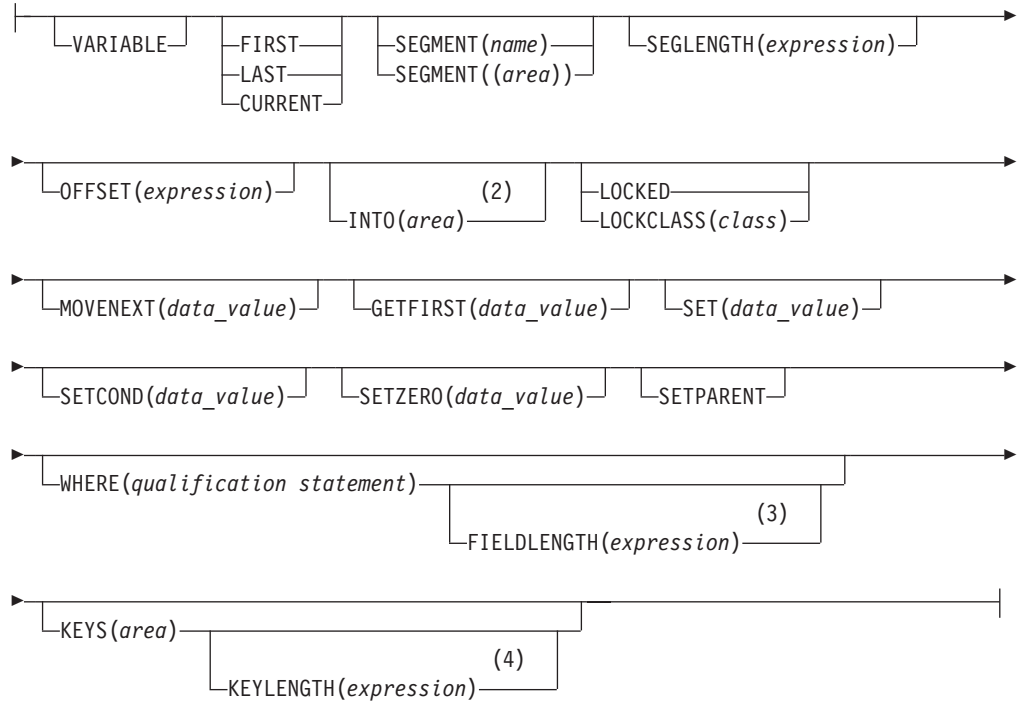 VARIABLE FIRST SEGMENT(name) SEGLENGTH(expression)
LAST SEGMENT((area))
CURRENT
OFFSET(expression) (2) LOCKED
INTO(area) LOCKCLASS(class)
MOVENEXT(data_value) GETFIRST(data_value) SET(data_value)
SETCOND(data_value) SETZERO(data_value) SETPARENT
WHERE(qualification statement)
(3)
FIELDLENGTH(expression)
KEYS(area)
(4)
KEYLENGTH(expression)